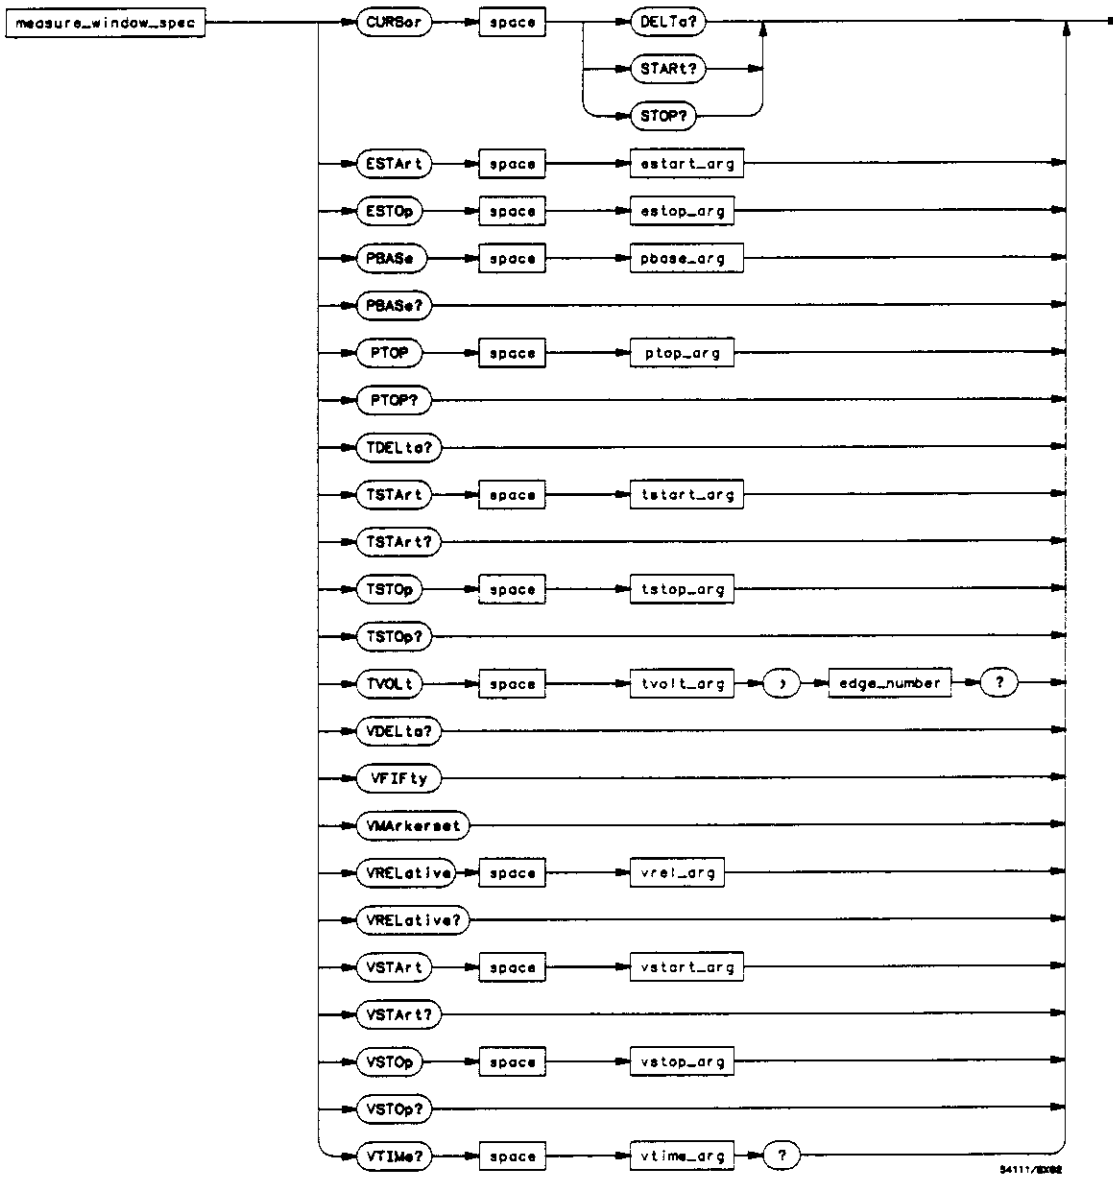 measure_window_spec CURSor space DELTa?
STARt?
STOP?
ESTArt space estart_arg
ESTOp space estop_arg
PBASe space pbase_arg
PBASe?
PTOP space ptop_arg
PTOP?
TDELta?
TSTArt space tstart_arg
TSTArt?
TSTOp space tstop_arg
TSTOp?
TVOLt space tvolt_arg , edge_number ?
VDELta?
VFIFty
VMArkerset
VRELative space vrel_arg
VRELative?
VSTArt space vstart_arg
VSTArt?
VSTOp space vstop_arg
VSTOp?
VTIMe? space vtime_arg ?